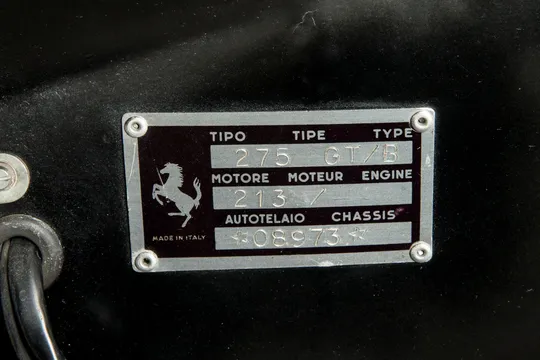 TIPO TIPE TYPE
275 GT/B
MOTORE MOTEUR ENGINE
213 /
AUTOTELAIO CHASSIS
*08973*
MADE IN ITALY